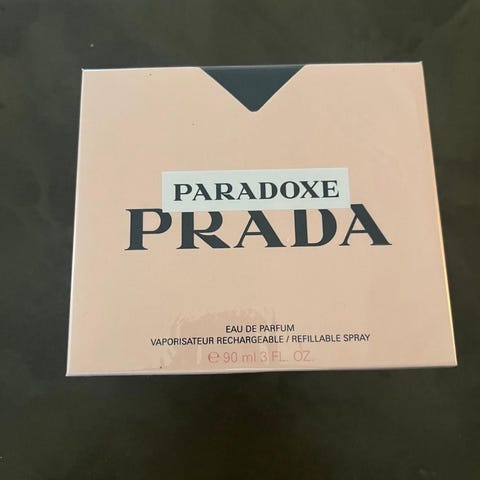 PARADOXE
PRADA
EAU DE PARFUM
VAPORISATEUR RECHARGEABLE / REFILLABLE SPRAY
℮ 90 ml 3 FL. OZ.